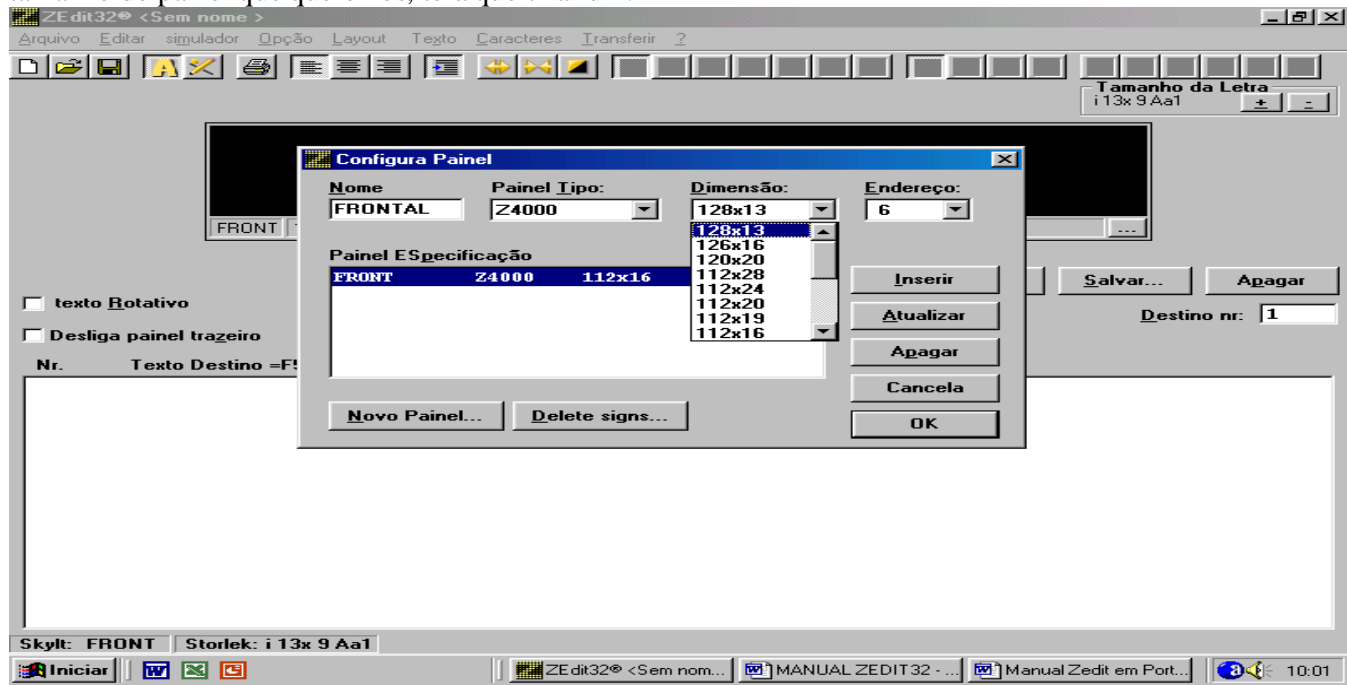 ZEdit32® <Sem nome >
Arquivo Editar simulador Opção Layout Texto Caracteres Transferir ?
Tamanho da Letra
i 13x 9 Aa1 + -
Configura Painel
Nome Painel Tipo: Dimensão: Endereço:
FRONTAL Z4000 128x13 6
FRONT
...
128x13
126x16
120x20
112x28
112x24
112x20
112x19
112x16
Painel ESpecificação
FRONT Z4000 112x16
Inserir
Atualizar
Apagar
Cancela
OK
Novo Painel... Delete signs...
Salvar... Apagar
texto Rotativo
Destino nr: 1
Desliga painel trazeiro
Nr. Texto Destino =F
Skylt: FRONT Storlek: i 13x 9 Aa1
Iniciar ZEdit32® <Sem nom... MANUAL ZEDIT32 - ... Manual Zedit em Port... 10:01